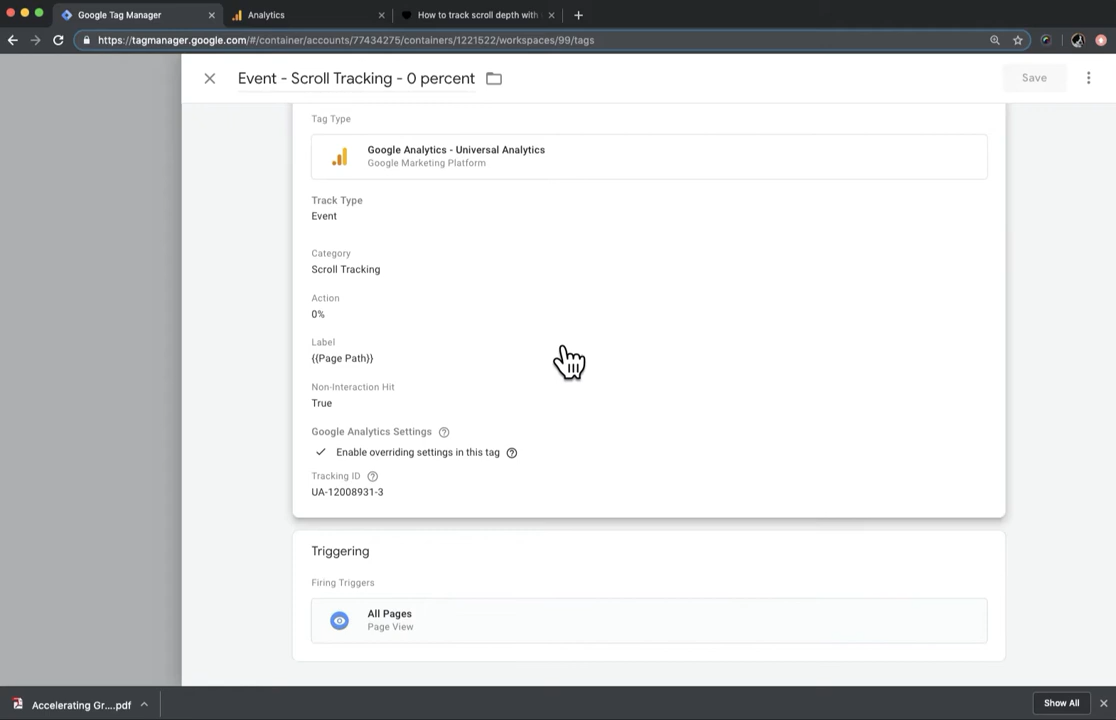 Google Tag Manager
Analytics
How to track scroll depth with
https://tagmanager.google.com/#/container/accounts/77434275/containers/1221522/workspaces/99/tags
Event - Scroll Tracking - 0 percent
Save
Tag Type
Google Analytics - Universal Analytics
Google Marketing Platform
Track Type
Event
Category
Scroll Tracking
Action
0%
Label
{{Page Path}}
Non-Interaction Hit
True
Google Analytics Settings
Enable overriding settings in this tag
Tracking ID
UA-12008931-3
Triggering
Firing Triggers
All Pages
Page View
Accelerating Gr....pdf
Show All